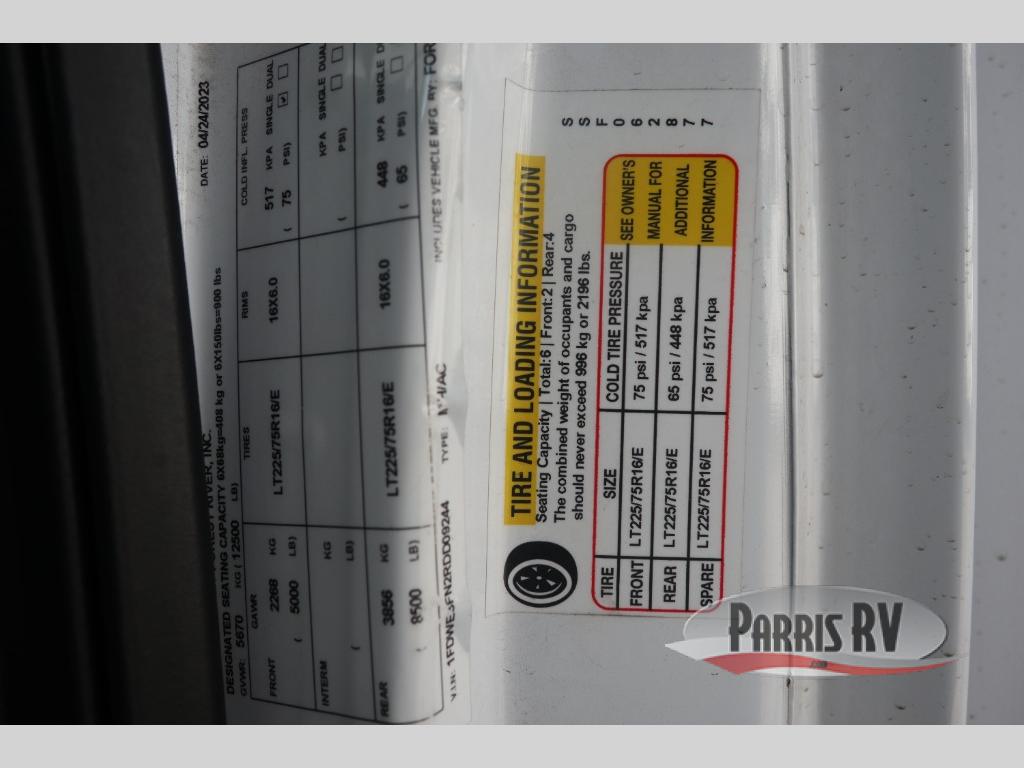 DATE: 04/24/2023
RIVER, INC.
DESIGNATED SEATING CAPACITY 6X68kg=408 kg or 6X150lbs=900 lbs
GVWR: 5670 KG ( 12500 LB)
GAWR TIRES RIMS COLD INFL. PRESS
FRONT 2268 KG LT225/75R16/E 16X6.0 517 KPA SINGLE DUAL
( 5000 LB) ( 75 PSI)
INTERM KG KPA SINGLE DUAL
( LB) ( PSI)
REAR 3856 KG LT225/75R16/E 16X6.0 448 KPA SINGLE
( 8500 LB) ( 65 PSI)
V.I.N: TYPE: INCLUDES VEHICLE MFG. BY: FOR
TIRE AND LOADING INFORMATION
Seating Capacity | Total:6 | Front:2 | Rear:4
The combined weight of occupants and cargo
should never exceed 996 kg or 2196 lbs.
TIRE SIZE COLD TIRE PRESSURE
FRONT LT225/75R16/E 75 psi / 517 kpa
REAR LT225/75R16/E 65 psi / 448 kpa
SPARE LT225/75R16/E 75 psi / 517 kpa
SEE OWNER'S
MANUAL FOR
ADDITIONAL
INFORMATION
S
S
F
0
6
2
8
7
7
PARRIS RV
.com